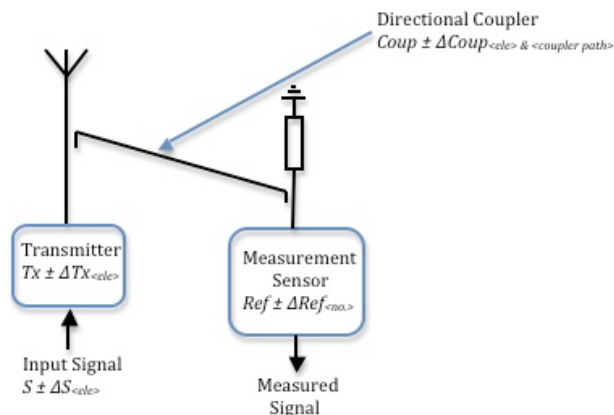 Directional Coupler
Coup ± ΔCoup<ele> & <coupler path>
Transmitter
Tx ± ΔTx<ele>
Measurement
Sensor
Ref ± ΔRef<no.>
Input Signal
S ± ΔS<ele>
Measured
Signal